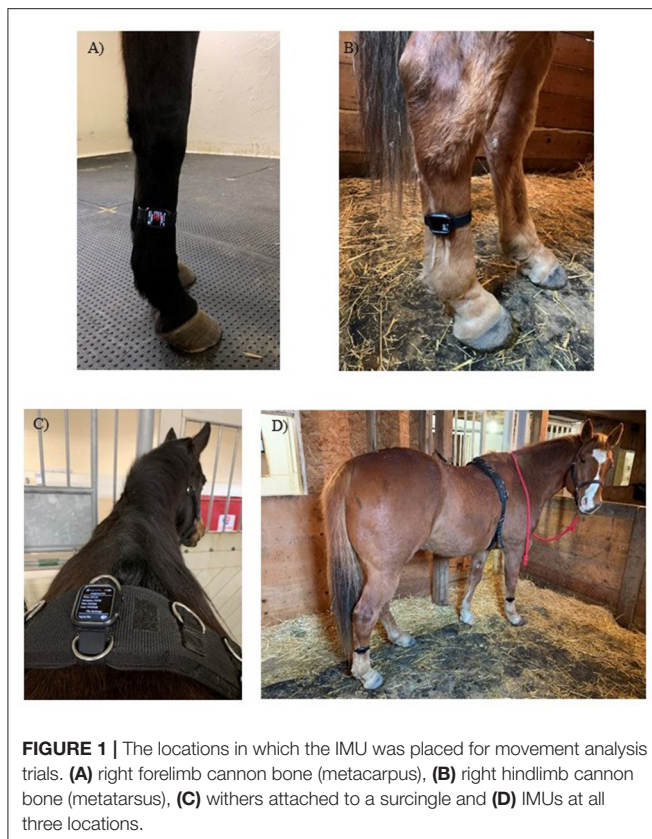 A)
B)
C)
D)
FIGURE 1 | The locations in which the IMU was placed for movement analysis
trials. (A) right forelimb cannon bone (metacarpus), (B) right hindlimb cannon
bone (metatarsus), (C) withers attached to a surcingle and (D) IMUs at all
three locations.